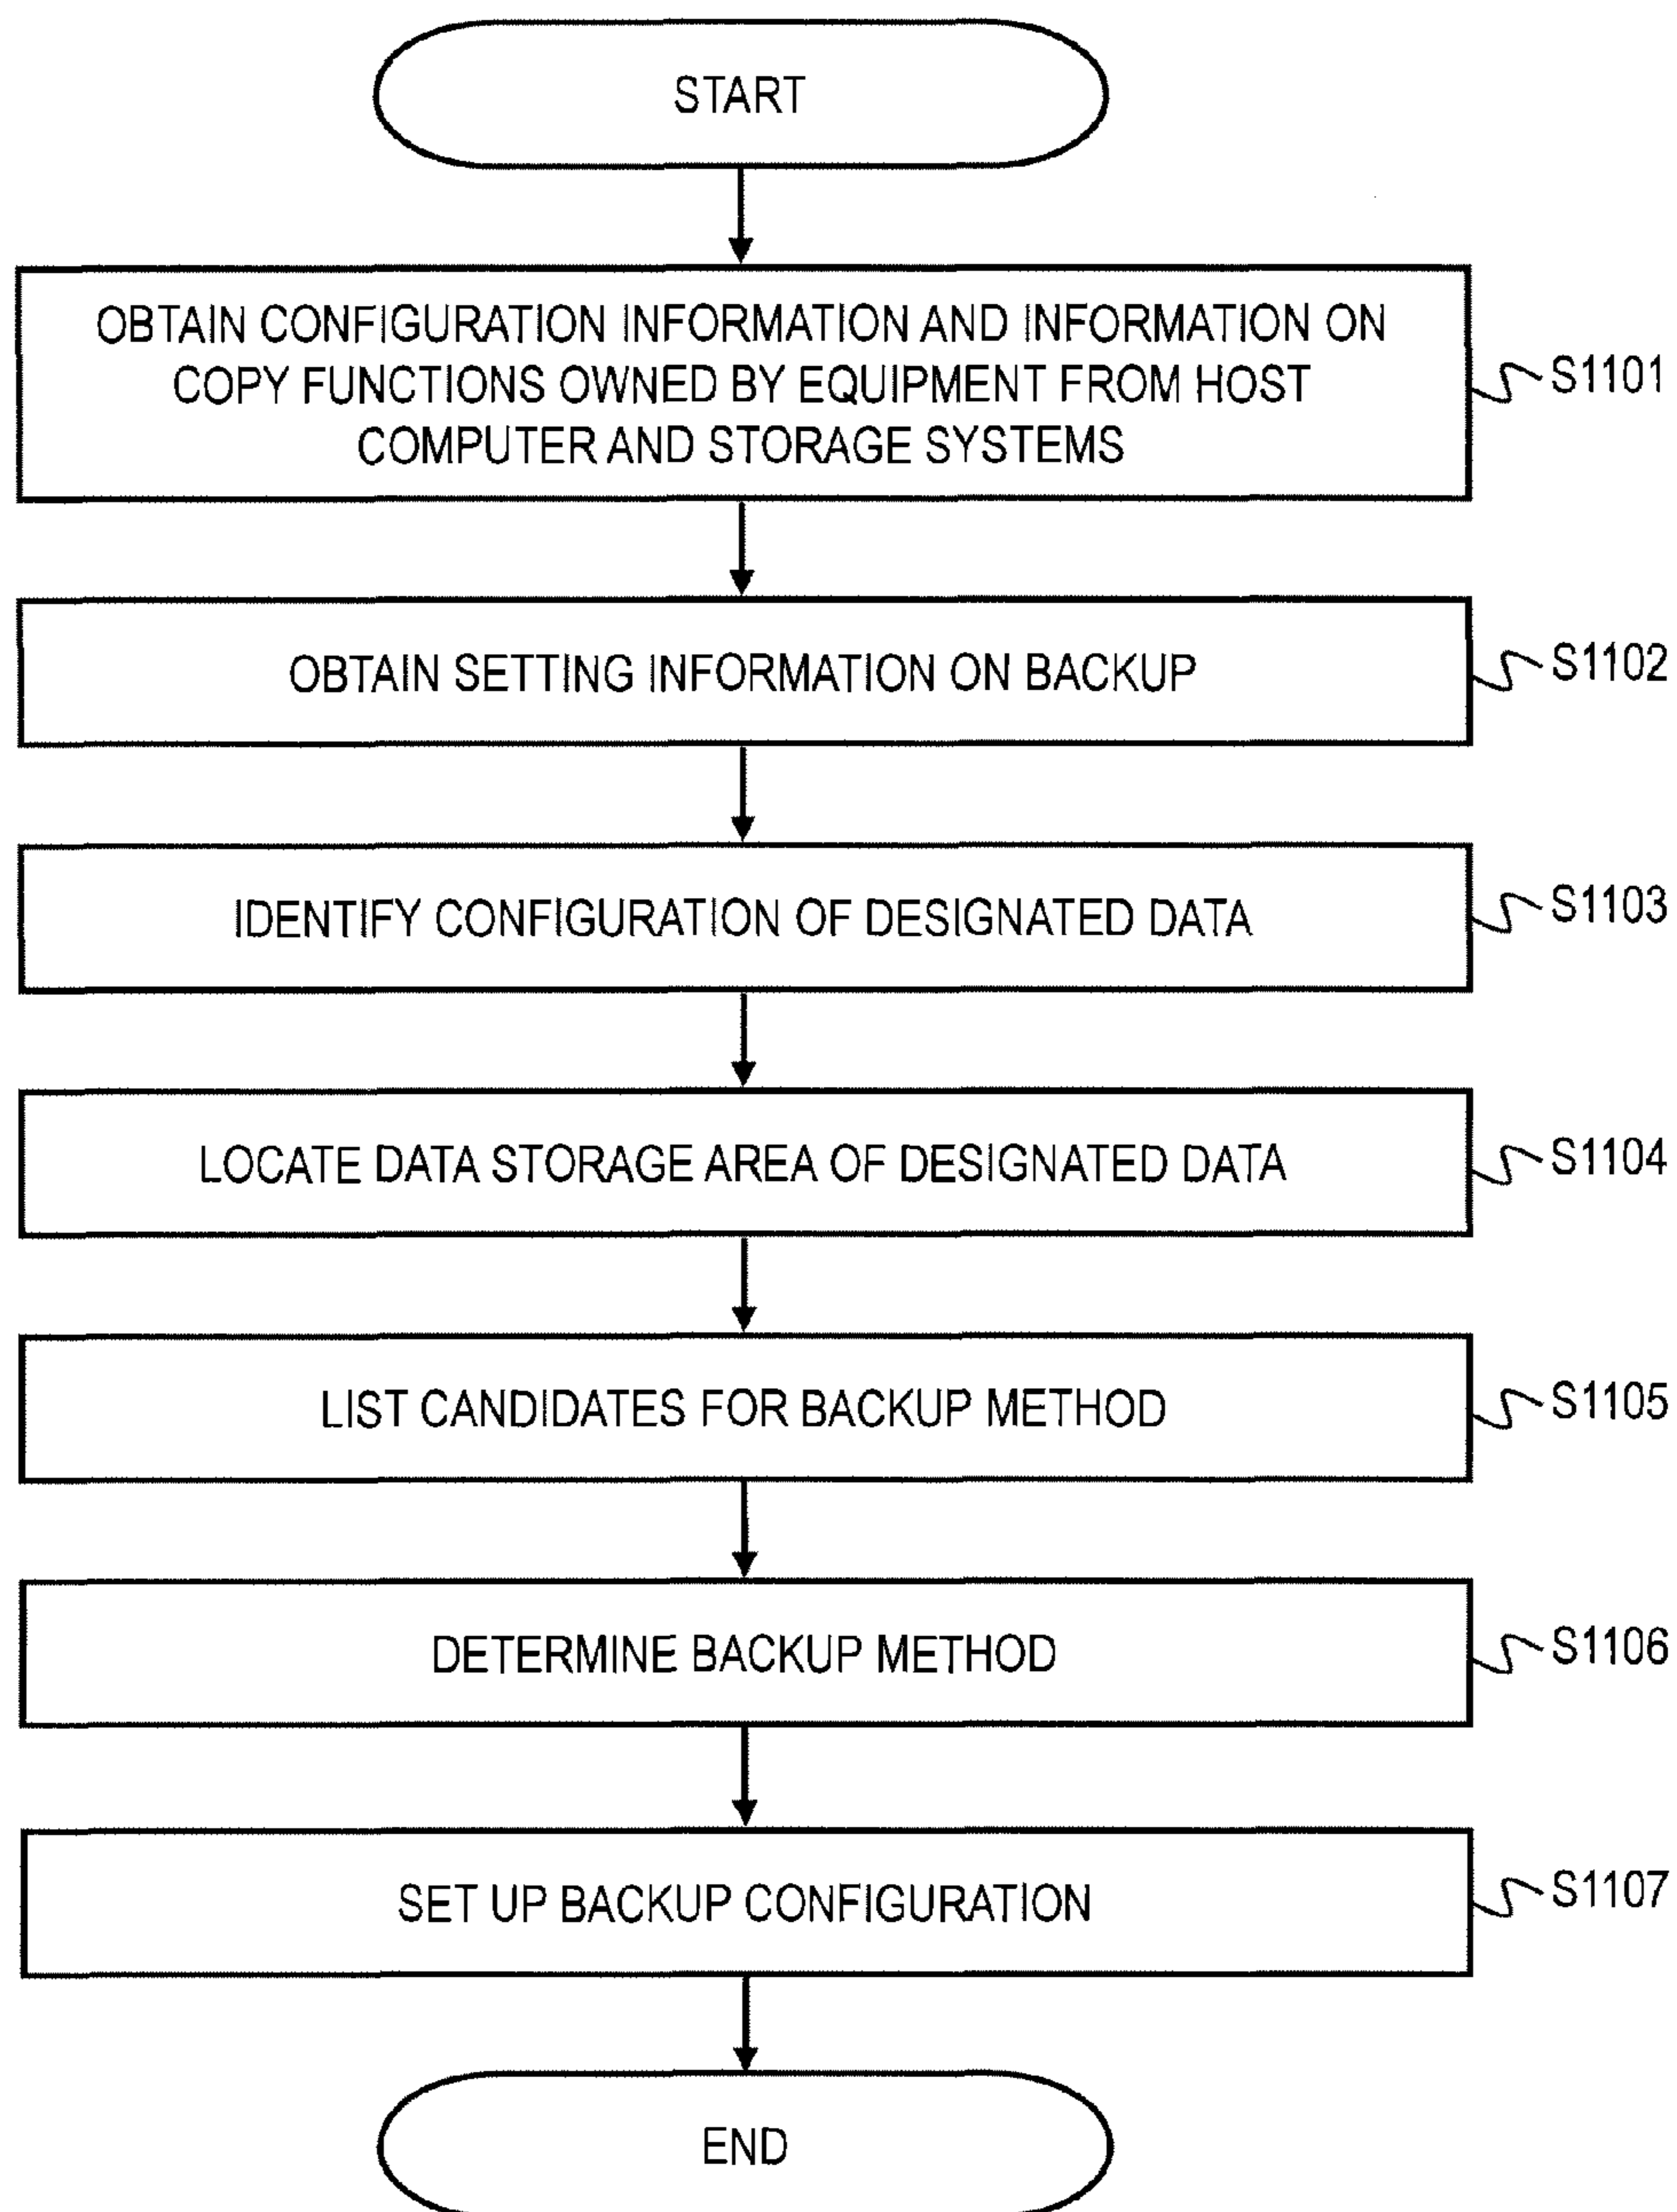 START
OBTAIN CONFIGURATION INFORMATION AND INFORMATION ON
COPY FUNCTIONS OWNED BY EQUIPMENT FROM HOST
COMPUTER AND STORAGE SYSTEMS
S1101
OBTAIN SETTING INFORMATION ON BACKUP
S1102
IDENTIFY CONFIGURATION OF DESIGNATED DATA
S1103
LOCATE DATA STORAGE AREA OF DESIGNATED DATA
S1104
LIST CANDIDATES FOR BACKUP METHOD
S1105
DETERMINE BACKUP METHOD
S1106
SET UP BACKUP CONFIGURATION
S1107
END